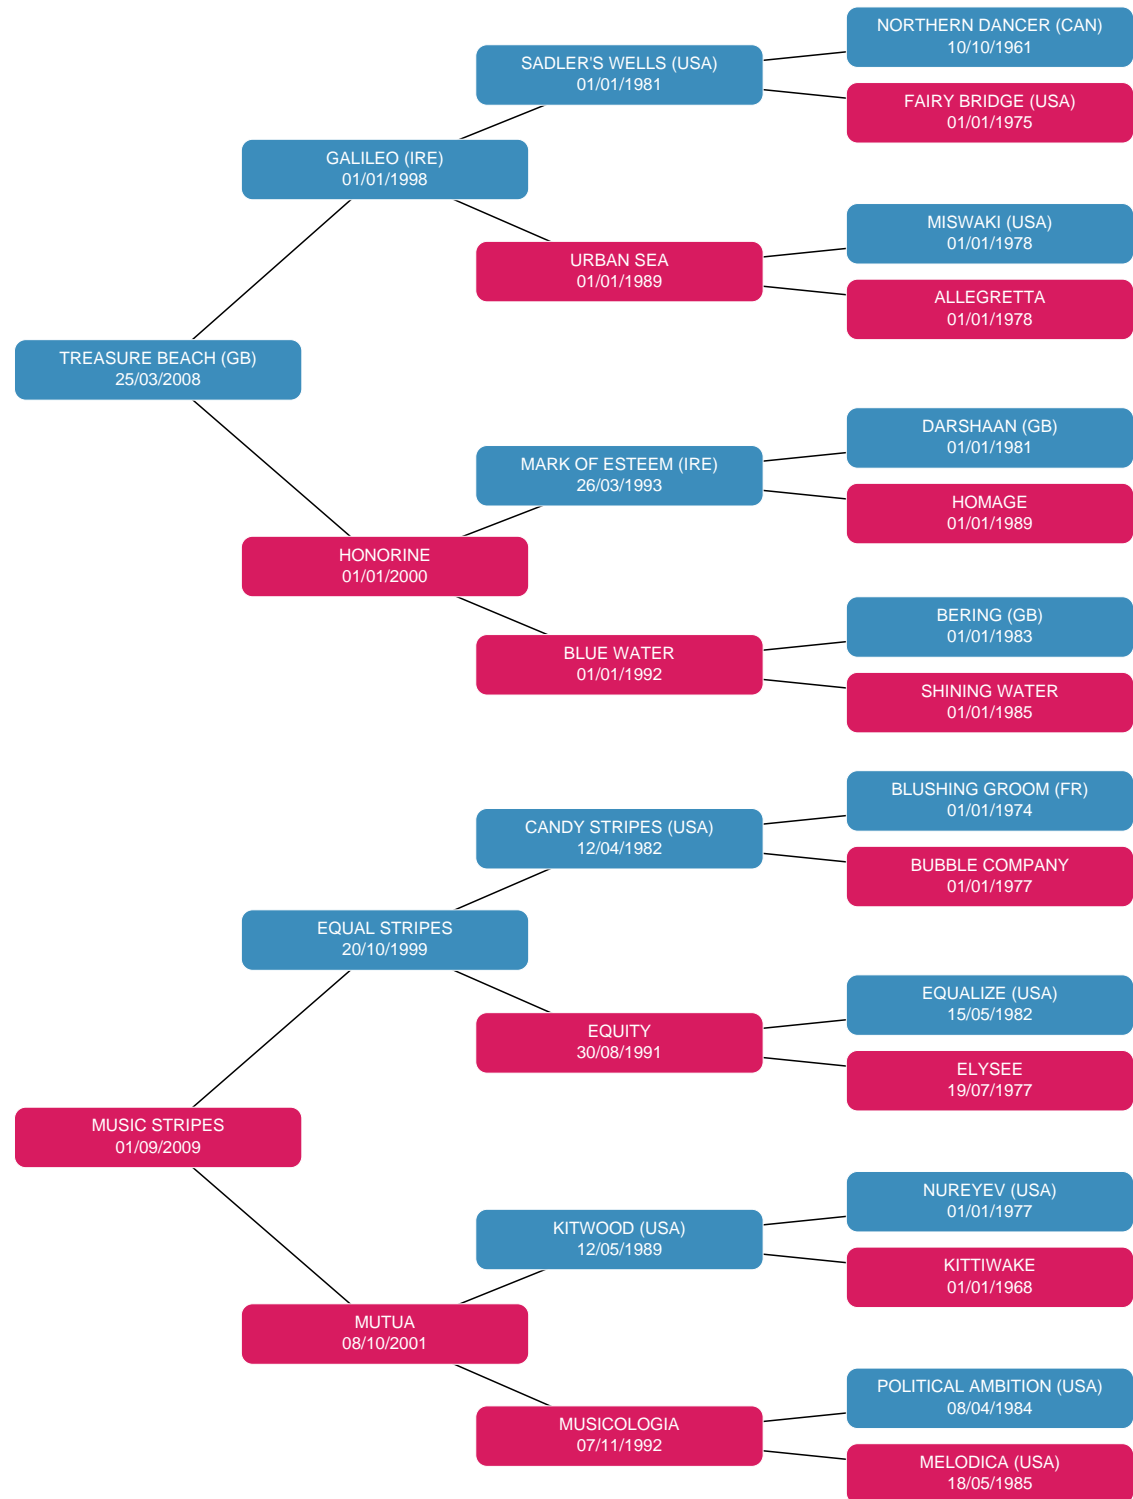 NORTHERN DANCER (CAN)
10/10/1961
SADLER'S WELLS (USA)
01/01/1981
FAIRY BRIDGE (USA)
01/01/1975
GALILEO (IRE)
01/01/1998
MISWAKI (USA)
01/01/1978
URBAN SEA
01/01/1989
ALLEGRETTA
01/01/1978
TREASURE BEACH (GB)
25/03/2008
DARSHAAN (GB)
01/01/1981
MARK OF ESTEEM (IRE)
26/03/1993
HOMAGE
01/01/1989
HONORINE
01/01/2000
BERING (GB)
01/01/1983
BLUE WATER
01/01/1992
SHINING WATER
01/01/1985
BLUSHING GROOM (FR)
01/01/1974
CANDY STRIPES (USA)
12/04/1982
BUBBLE COMPANY
01/01/1977
EQUAL STRIPES
20/10/1999
EQUALIZE (USA)
15/05/1982
EQUITY
30/08/1991
ELYSEE
19/07/1977
MUSIC STRIPES
01/09/2009
NUREYEV (USA)
01/01/1977
KITWOOD (USA)
12/05/1989
KITTIWAKE
01/01/1968
MUTUA
08/10/2001
POLITICAL AMBITION (USA)
08/04/1984
MUSICOLOGIA
07/11/1992
MELODICA (USA)
18/05/1985